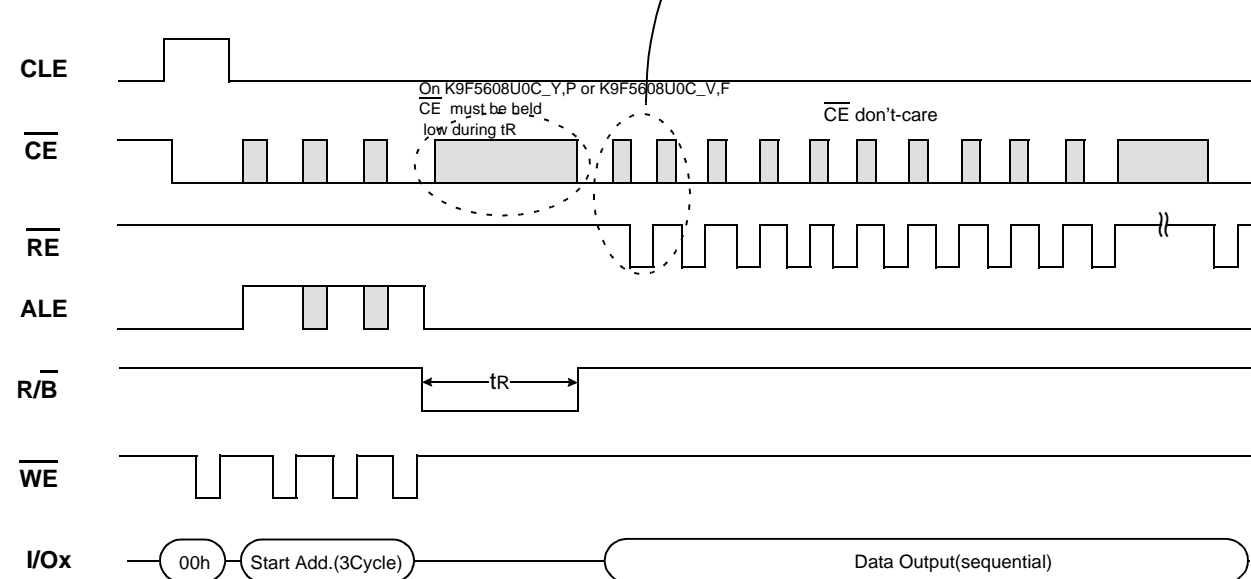 CLE
On K9F5608U0C_Y,P or K9F5608U0C_V,F
CE must be held
low during tR
CE don't-care
CE
RE
ALE
R/B
tR
WE
I/Ox
00h
Start Add.(3Cycle)
Data Output(sequential)